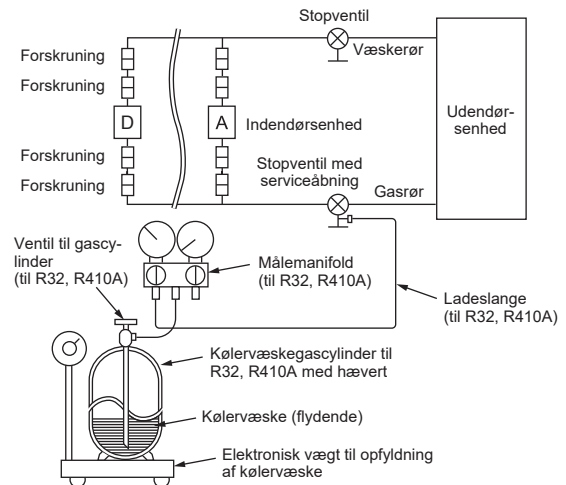 Stopventil
Forskruning
Væskerør
Forskruning
D
A
Indendørsenhed
Udendør-
senhed
Forskruning
Forskruning
Stopventil med
serviceåbning
Gasrør
Ventil til gascy-
linder
(til R32, R410A)
Målemanifold
(til R32, R410A)
Ladeslange
(til R32, R410A)
Kølervæskegascylinder til
R32, R410A med hævert
Kølervæske (flydende)
Elektronisk vægt til opfyldning
af kølervæske